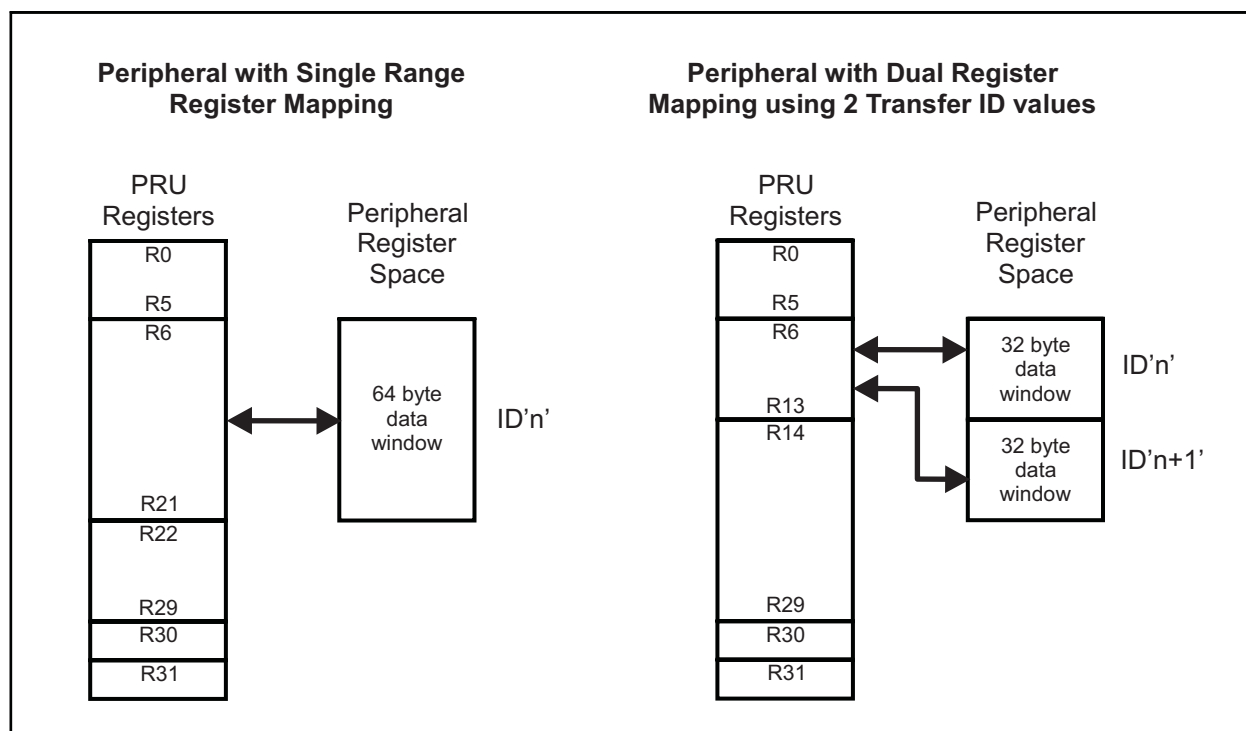 Peripheral with Single Range
Register Mapping
PRU
Registers
Peripheral
Register
Space
R0
R5
R6
R21
R22
R29
R30
R31
64 byte
data
window
ID'n'
Peripheral with Dual Register
Mapping using 2 Transfer ID values
PRU
Registers
Peripheral
Register
Space
R0
R5
R6
R13
R14
R29
R30
R31
32 byte
data
window
ID’n’
32 byte
data
window
ID’n+1’